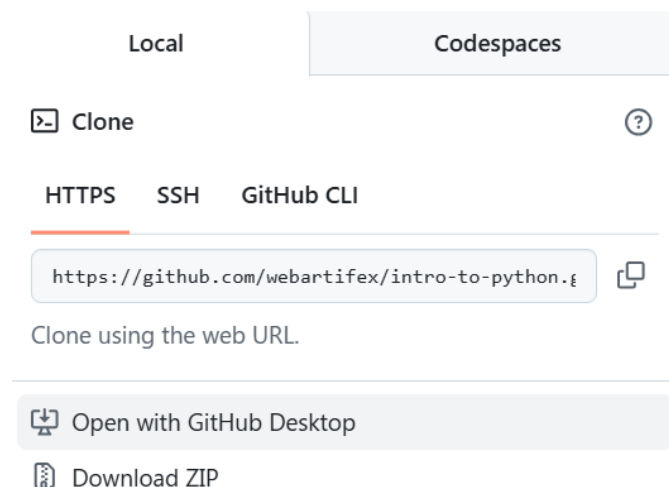 Local Codespaces
Clone
HTTPS SSH GitHub CLI
https://github.com/webartifex/intro-to-python.g
Clone using the web URL.
Open with GitHub Desktop
Download ZIP